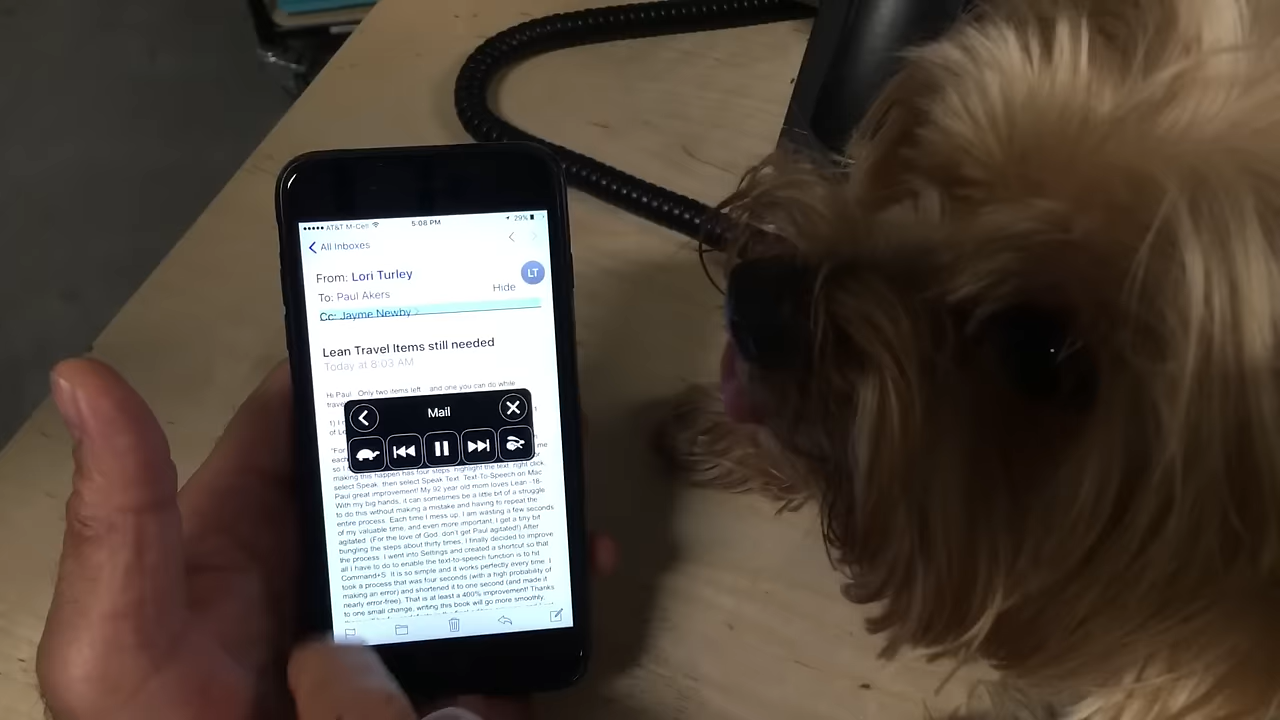 AT&T M-Cell 5:08 PM 29%
All Inboxes
From: Lori Turley LT
To: Paul Akers Hide
Cc: Jayme Newby
Lean Travel Items still needed
Today at 8:03 AM
Hi Paul. Only two items left and one you can do while
Mail
making this happen has four steps: highlight the text, right click,
select Speak, then select Speak Text. Text-To-Speech on Mac
Paul great improvement! My 92 year old mom loves Lean -18-
With my big hands, it can sometimes be a little bit of a struggle
to do this without making a mistake and having to repeat the
entire process. Each time I mess up, I am wasting a few seconds
of my valuable time, and even more important, I get a tiny bit
agitated. (For the love of God, don't get Paul agitated!) After
bungling the steps about thirty times, I finally decided to improve
the process. I went into Settings and created a shortcut so that
all I have to do to enable the text-to-speech function is to hit
Command+S. It is so simple and it works perfectly every time. I
took a process that was four seconds (with a high probability of
making an error) and shortened it to one second (and made it
nearly error-free). That is at least a 400% improvement! Thanks
to one small change, writing this book will go more smoothly,